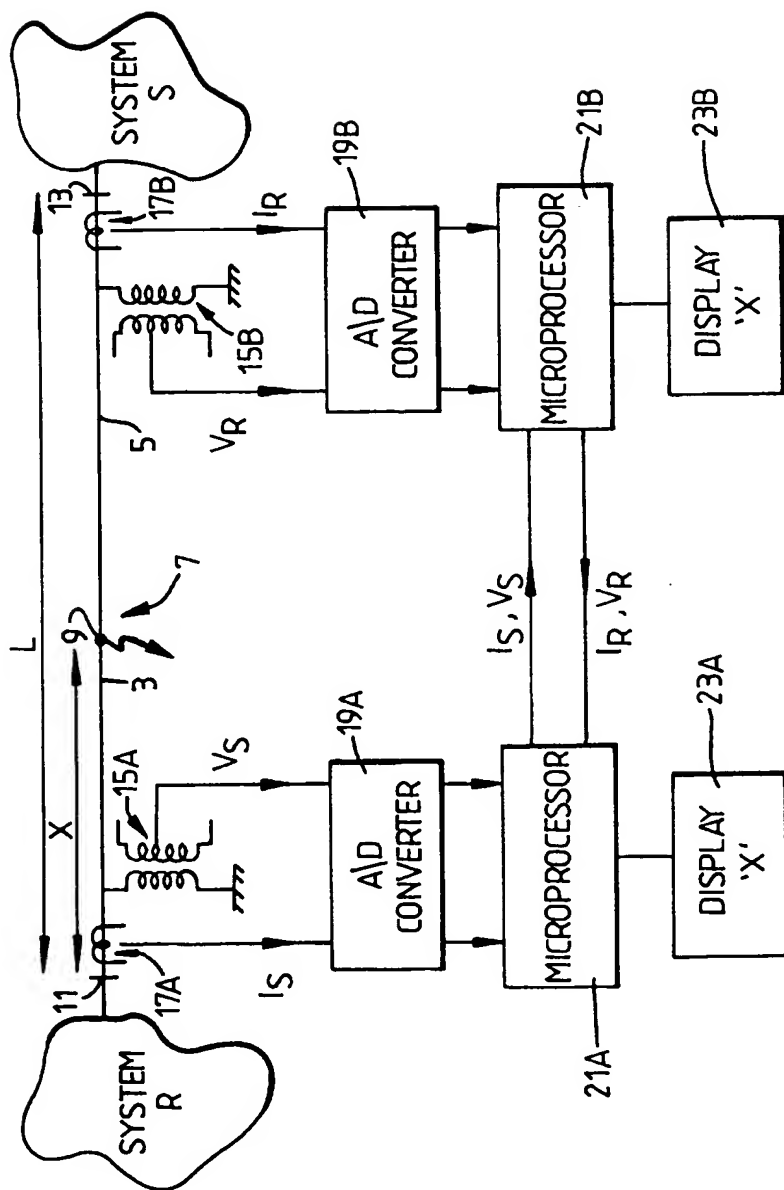 L
X
9
7
3
5
11
13
SYSTEM
R
SYSTEM
S
17A
15A
15B
17B
IS
VS
VR
IR
19A
A\D
CONVERTER
19B
A\D
CONVERTER
MICROPROCESSOR
21A
IS, VS
IR, VR
MICROPROCESSOR
21B
23A
DISPLAY
'X'
23B
DISPLAY
'X'